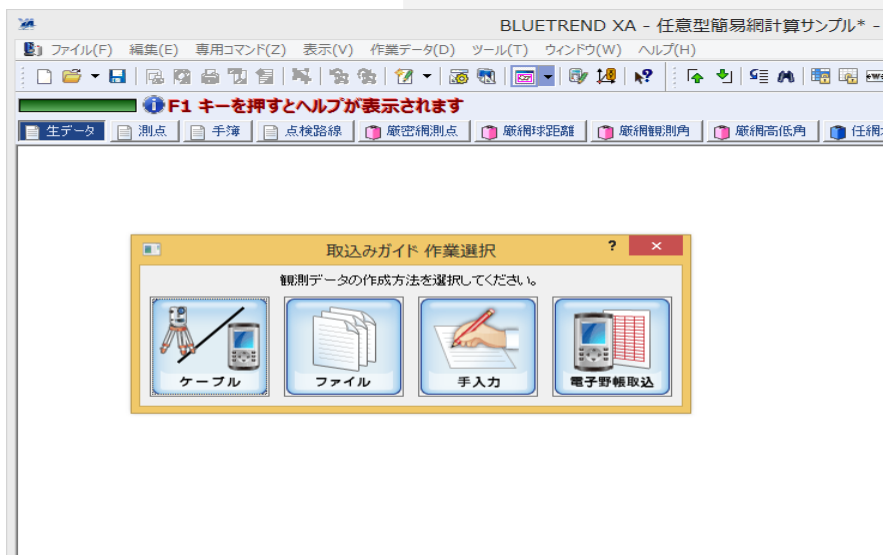 BLUETREND XA - 任意型簡易網計算サンプル* -
ファイル(F) 編集(E) 専用コマンド(Z) 表示(V) 作業データ(D) ツール(T) ウィンドウ(W) ヘルプ(H)
F1 キーを押すとヘルプが表示されます
生データ 測点 手簿 点検路線 厳密網測点 厳網球距離 厳網観測角 厳網高低角 任網
取込みガイド 作業選択
観測データの作成方法を選択してください。
ケーブル ファイル 手入力 電子野帳取込